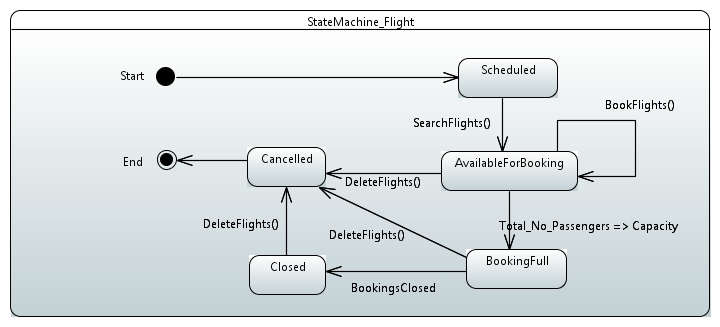 StateMachine_Flight
Start
Scheduled
BookFlights()
SearchFlights()
End
Cancelled
AvailableForBooking
DeleteFlights()
DeleteFlights()
DeleteFlights()
Total_No_Passengers => Capacity
Closed
BookingFull
BookingsClosed